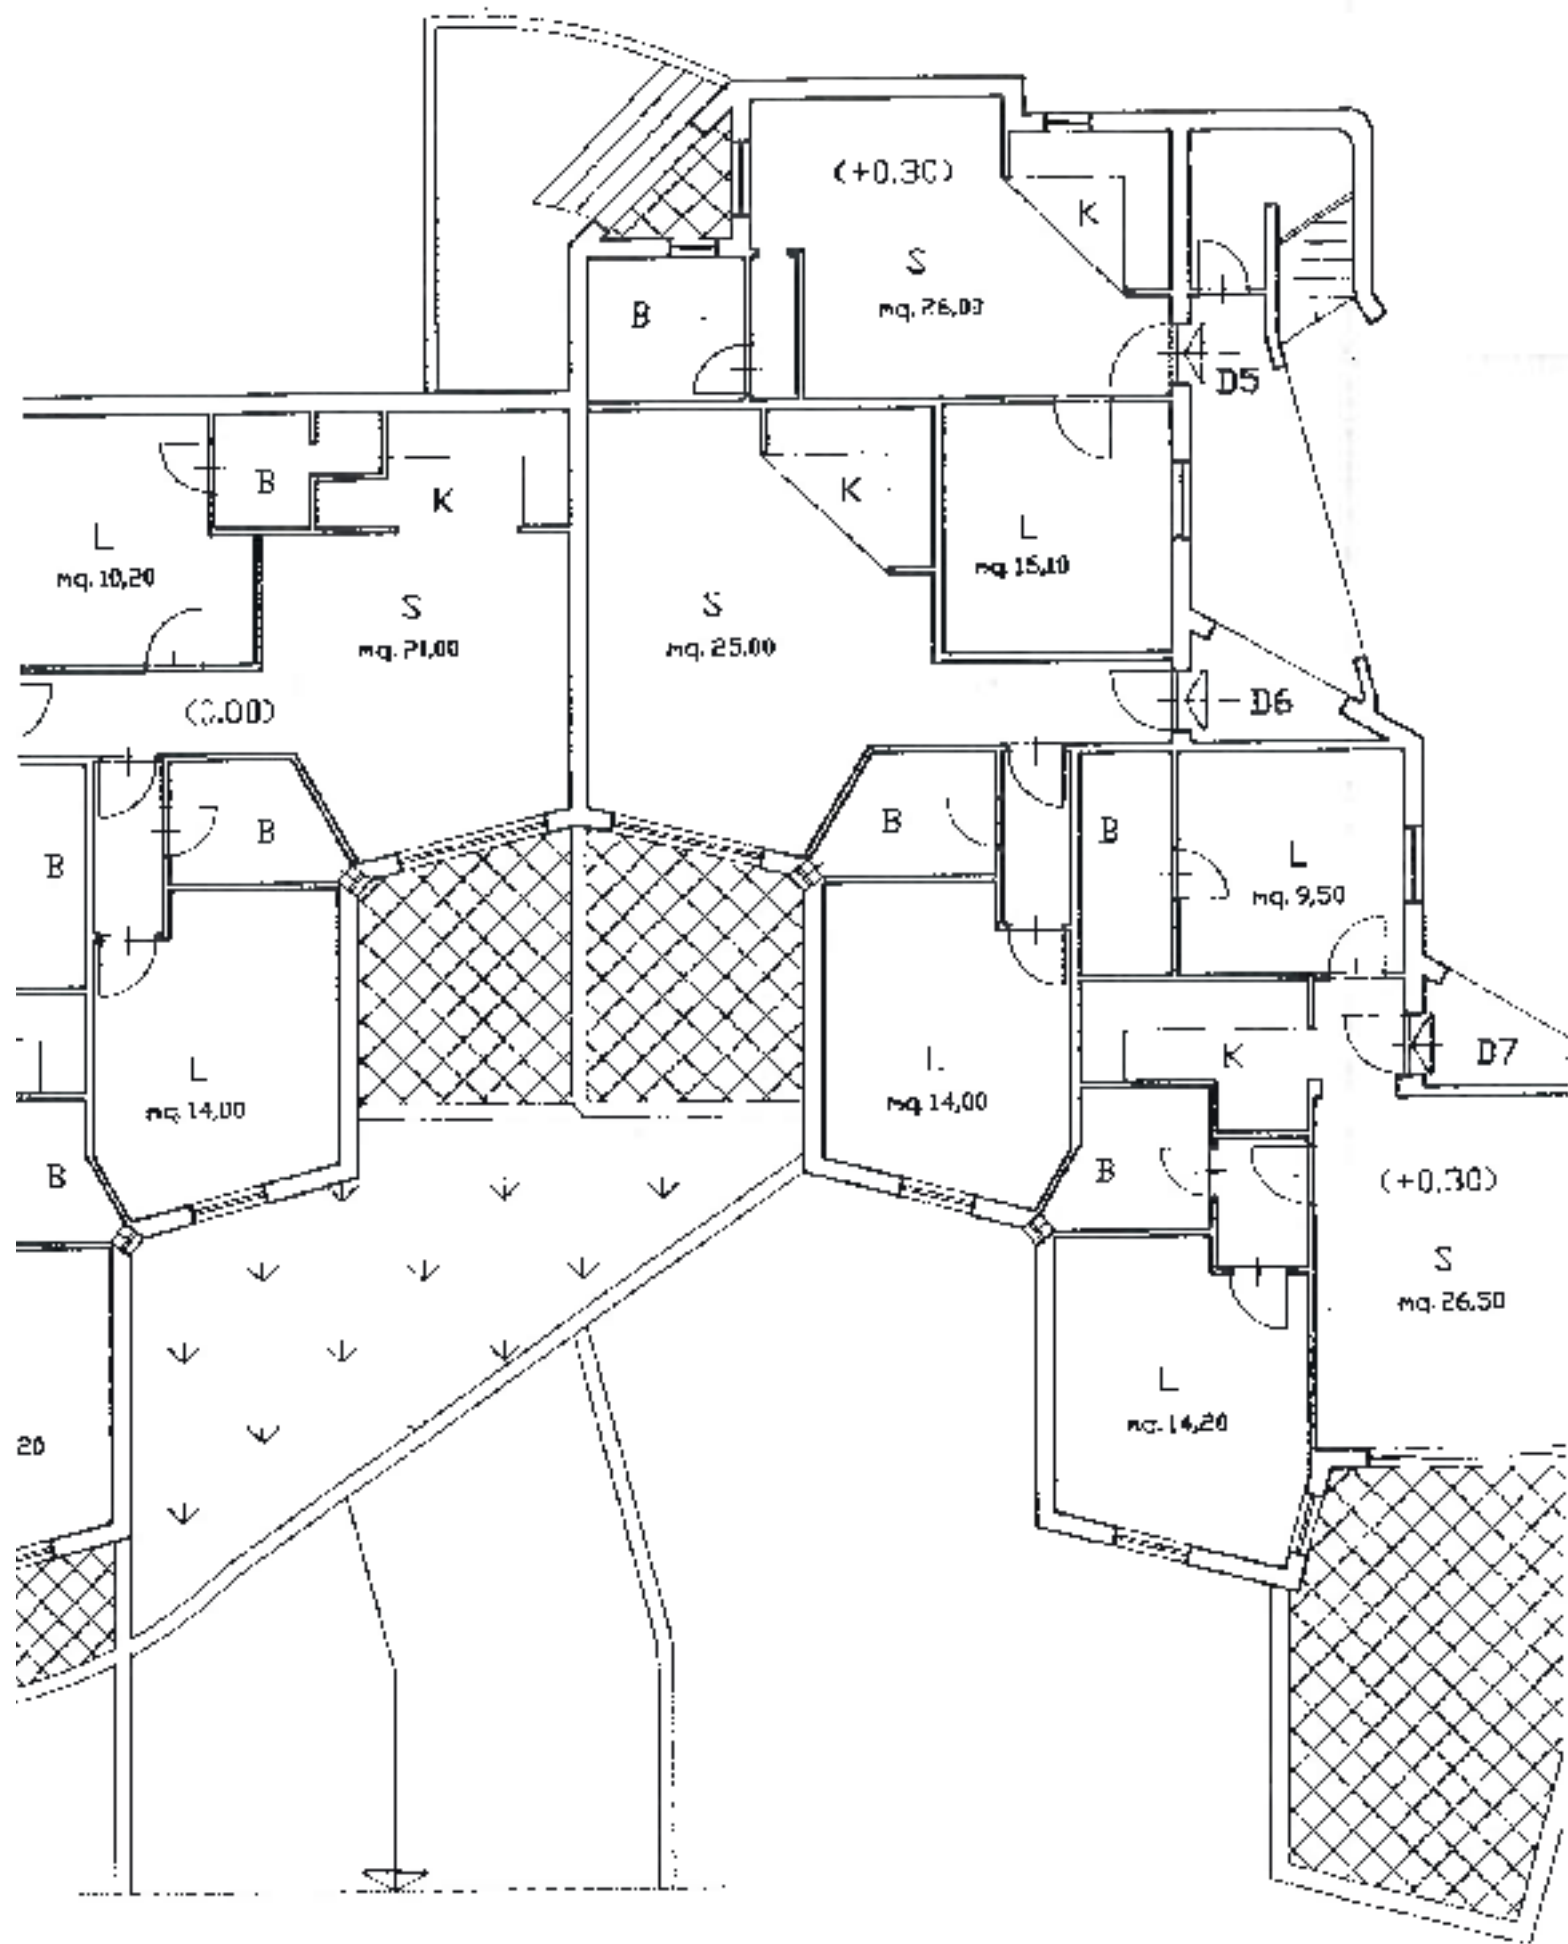 (+0.30)
K
S
mq. 26,00
B
D5
B
K
K
L
L
mq. 15,10
mq. 10,20
S
S
mq. 21,00
mq. 25,00
(0.00)
D6
B
B
B
B
L
mq. 9,50
L
mq. 14,00
L
mq. 14,00
K
D7
B
B
(+0.30)
S
mq. 26,50
L
mq. 14,20
20